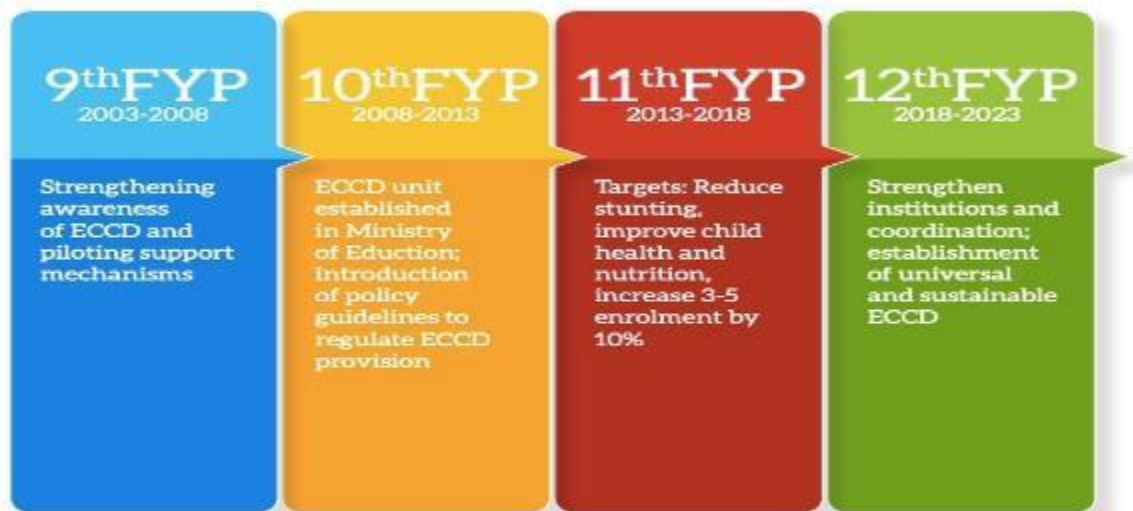 9thFYP
2003-2008
Strengthening
awareness
of ECCD and
piloting support
mechanisms
10thFYP
2008-2013
ECCD unit
established
in Ministry
of Eduction;
introduction
of policy
guidelines to
regulate ECCD
provision
11thFYP
2013-2018
Targets: Reduce
stunting,
improve child
health and
nutrition,
increase 3-5
enrolment by
10%
12thFYP
2018-2023
Strengthen
institutions and
coordination;
establishment
of universal
and sustainable
ECCD